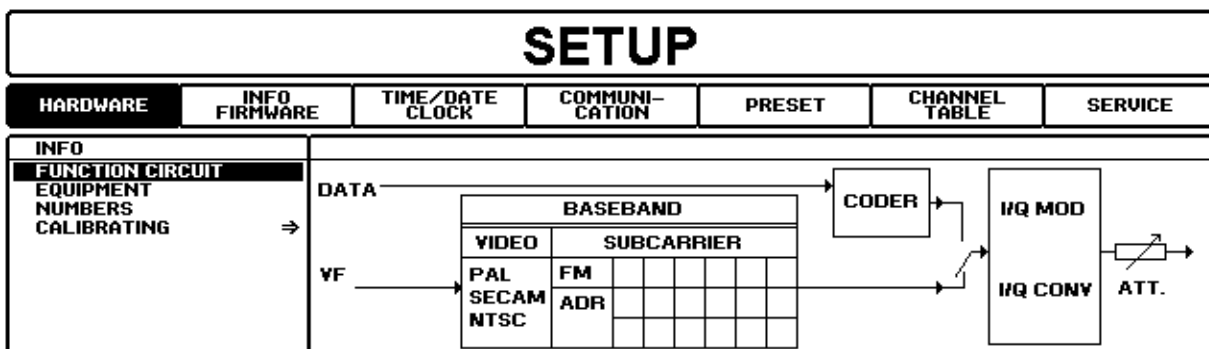 SETUP
HARDWARE
INFO
FIRMWARE
TIME/DATE
CLOCK
COMMUNI-
CATION
PRESET
CHANNEL
TABLE
SERVICE
INFO
FUNCTION CIRCUIT
EQUIPMENT
NUMBERS
CALIBRATING ⇒
DATA
VF
BASEBAND
VIDEO
SUBCARRIER
PAL
SECAM
NTSC
FM
ADR
CODER
I/Q MOD
I/Q CONV
ATT.